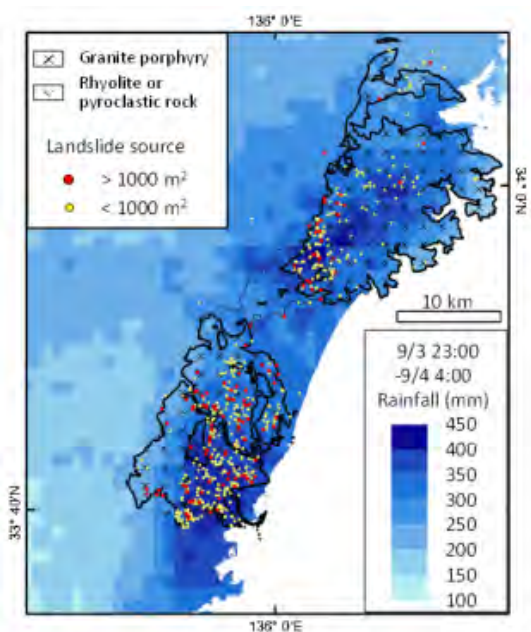 136° 0'E
Granite porphyry
Rhyolite or
pyroclastic rock
Landslide source
> 1000 m²
< 1000 m²
34° 0'N
10 km
9/3 23:00
-9/4 4:00
Rainfall (mm)
450
400
350
300
250
200
150
100
33° 40'N
136° 0'E